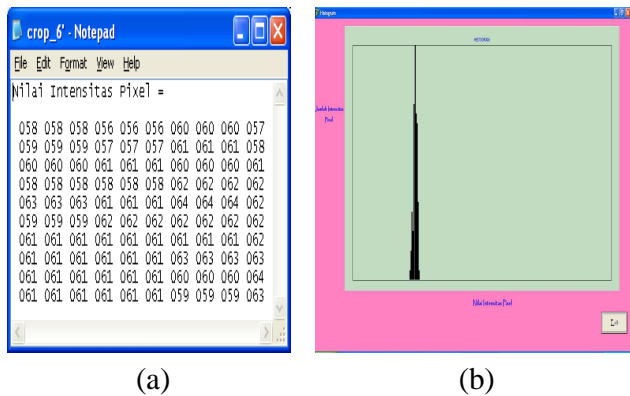 crop_6' - Notepad
File Edit Format View Help
Nilai Intensitas Pixel =
058 058 058 056 056 056 060 060 060 057
059 059 059 057 057 057 061 061 061 058
060 060 060 061 061 061 060 060 060 061
058 058 058 058 058 058 062 062 062 062
063 063 063 061 061 061 064 064 064 062
059 059 059 062 062 062 062 062 062 062
061 061 061 061 061 061 061 061 061 062
061 061 061 061 061 061 063 063 063 063
061 061 061 061 061 061 060 060 060 064
061 061 061 061 061 061 059 059 059 063
(a)
Histogram
HISTOGRAM
Jumlah Intensitas
Pixel
Nilai Intensitas Pixel
Exit
(b)